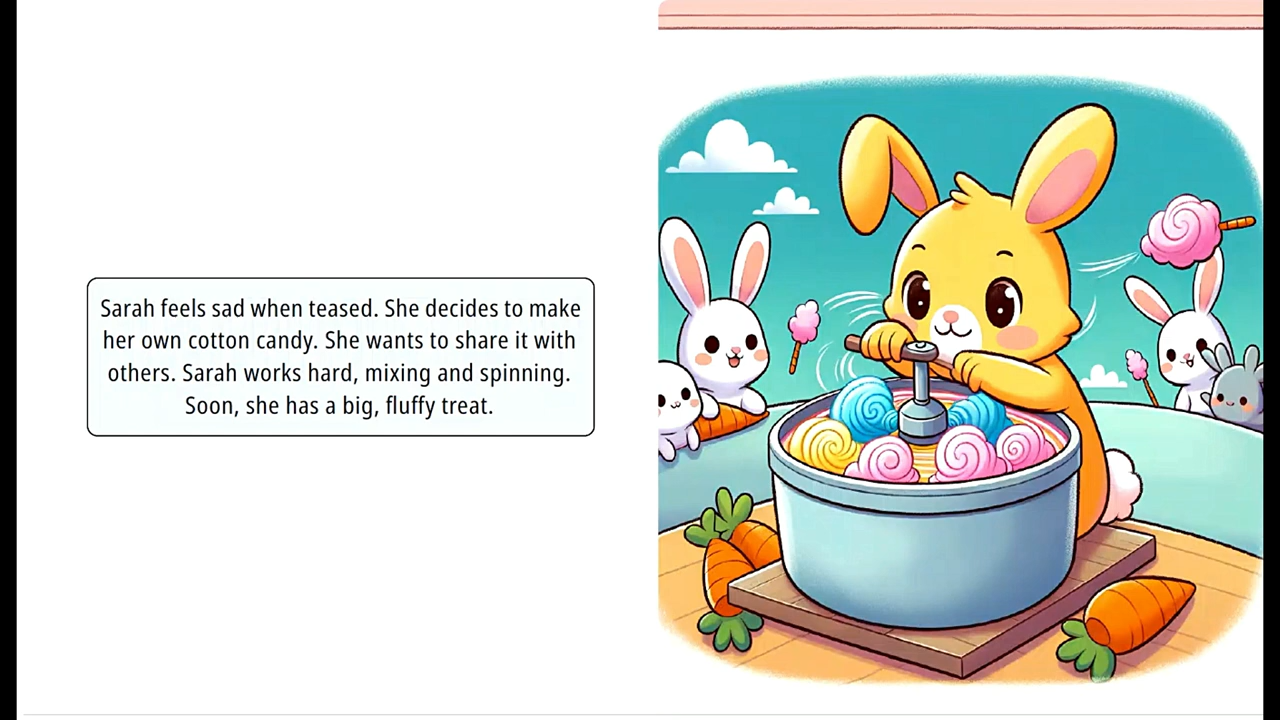 Sarah feels sad when teased. She decides to make
her own cotton candy. She wants to share it with
others. Sarah works hard, mixing and spinning.
Soon, she has a big, fluffy treat.